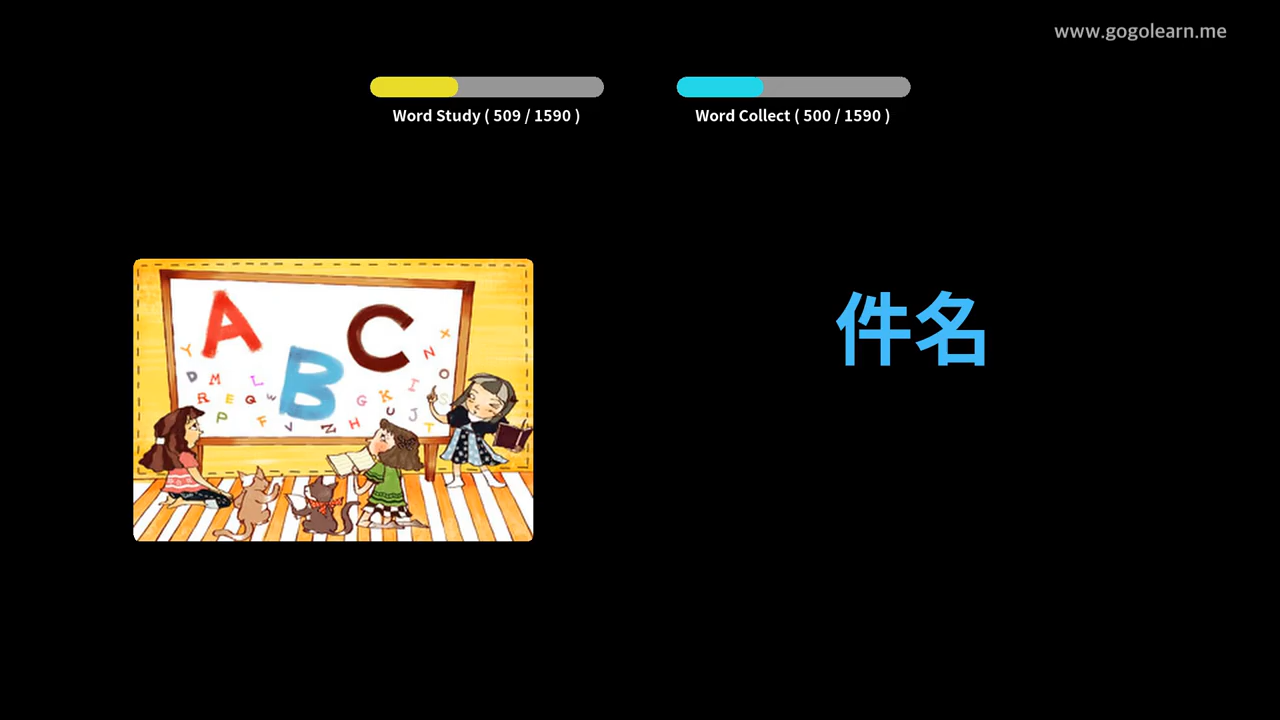 www.gogolearn.me
Word Study ( 509 / 1590 )
Word Collect ( 500 / 1590 )
件名
A
B
C
X
Y
N
D
M
L
O
I
R
E
Q
W
G
K
S
P
F
V
Z
H
U
J
T